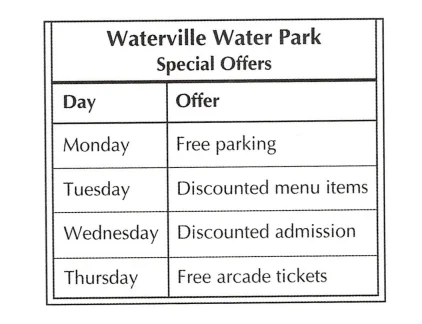 Waterville Water Park
Special Offers
Day Offer
Monday Free parking
Tuesday Discounted menu items
Wednesday Discounted admission
Thursday Free arcade tickets